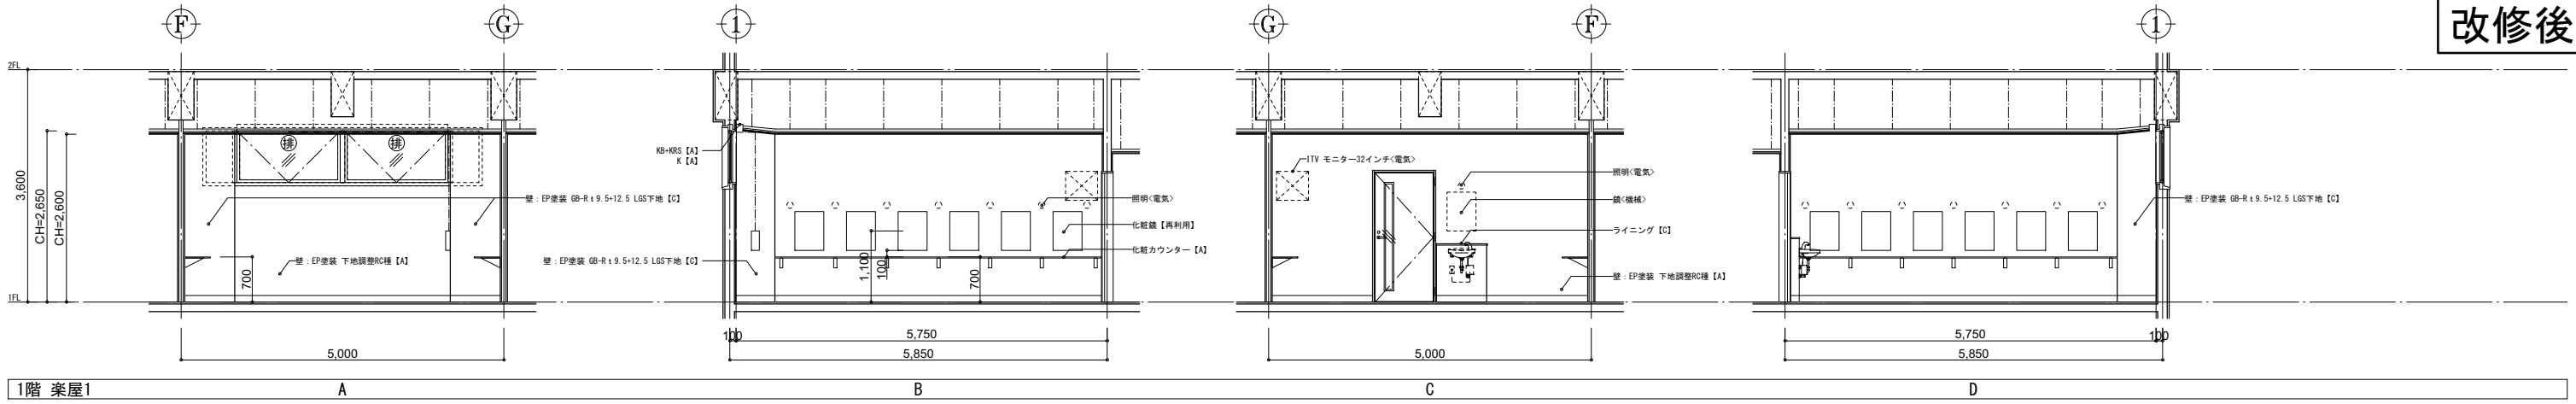 改修後
F
G
1
G
F
1
2FL
1FL
3,600
CH=2,650
CH=2,600
排
排
壁：EP塗装 GB-Rｔ9.5+12.5 LGS下地【C】
壁：EP塗装 下地調整RC種【A】
700
5,000
KB+KRS【A】
K【A】
壁：EP塗装 GB-Rｔ9.5+12.5 LGS下地【C】
照明<電気>
化粧鏡【再利用】
化粧カウンター【A】
1,100
100
700
100
5,750
5,850
ITV モニター32インチ<電気>
照明<電気>
鏡<機械>
ライニング【C】
壁：EP塗装 下地調整RC種【A】
5,000
壁：EP塗装 GB-Rｔ9.5+12.5 LGS下地【C】
5,750
100
5,850
1階 楽屋1
A
B
C
D